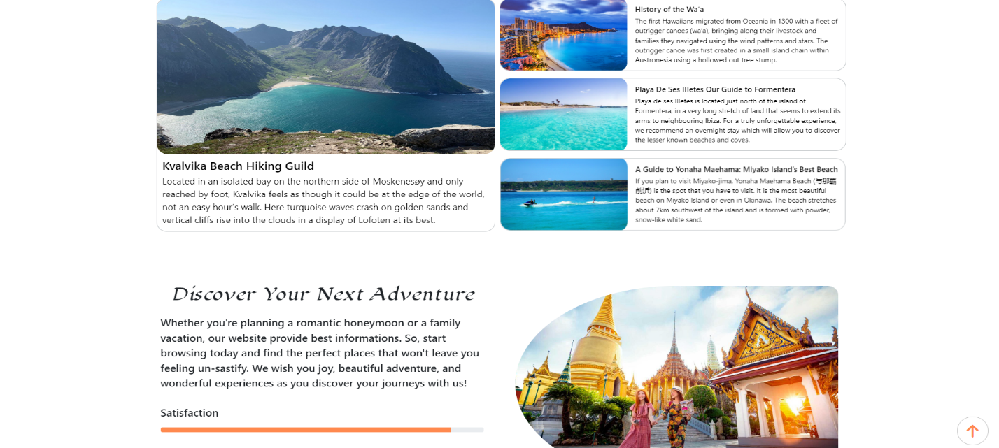 Kvalvika Beach Hiking Guild
Located in an isolated bay on the northern side of Moskenesøy and only
reached by foot, Kvalvika feels as though it could be at the edge of the world,
not an easy hour's walk. Here turquoise waves crash on golden sands and
vertical cliffs rise into the clouds in a display of Lofoten at its best.
History of the Wa'a
The first Hawaiians migrated from Oceania in 1300 with a fleet of
outrigger canoes (wa'a), bringing along their livestock and
families they navigated using the wind patterns and stars. The
outrigger canoe was first created in a small island chain within
Austronesia using a hollowed out tree stump.
Playa De Ses Illetes Our Guide to Formentera
Playa de ses Illetes is located just north of the island of
Formentera, in a very long stretch of land that seems to extend its
arms to neighbouring Ibiza. For a truly unforgettable experience,
we recommend an overnight stay which will allow you to discover
the lesser known beaches and coves.
A Guide to Yonaha Maehama: Miyako Island's Best Beach
If you plan to visit Miyako-jima, Yonaha Maehama Beach (与那覇
前浜) is the spot that you have to visit. It is the most beautiful
beach on Miyako Island or even in Okinawa. The beach stretches
about 7km southwest of the island and is formed with powder,
snow-like white sand.
Discover Your Next Adventure
Whether you're planning a romantic honeymoon or a family
vacation, our website provide best informations. So, start
browsing today and find the perfect places that won't leave you
feeling un-sastify. We wish you joy, beautiful adventure, and
wonderful experiences as you discover your journeys with us!
Satisfaction